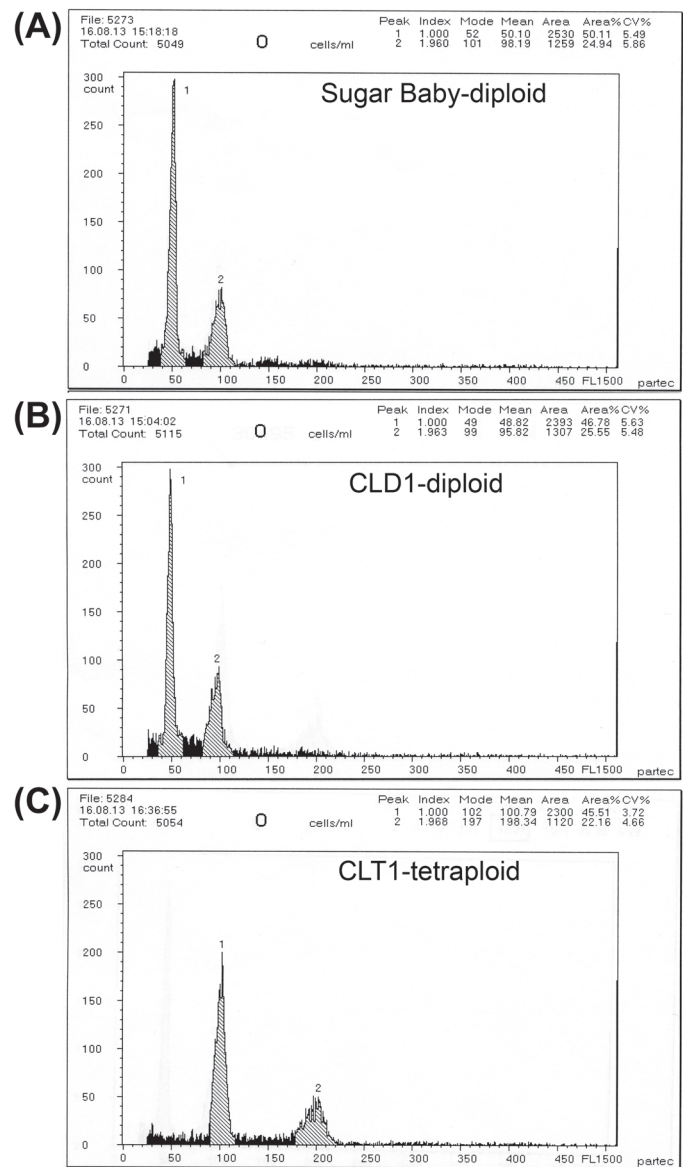 (A)
File: 5273 Peak Index Mode Mean Area Area% CV%
16.08.13 15:18:18 1 1.000 52 50.10 2530 50.11 5.49
Total Count: 5049 0 cells/ml 2 1.960 101 98.19 1259 24.94 5.86
300
count
250
200
150
100
50
0
1
2
Sugar Baby-diploid
0 50 100 150 200 250 300 350 400 450 FL1500 partec
(B)
File: 5271 Peak Index Mode Mean Area Area% CV%
16.08.13 15:04:02 1 1.000 49 48.82 2393 46.78 5.63
Total Count: 5115 0 cells/ml 2 1.963 99 95.82 1307 25.55 5.48
300
count
250
200
150
100
50
0
1
2
CLD1-diploid
0 50 100 150 200 250 300 350 400 450 FL1500 partec
(C)
File: 5284 Peak Index Mode Mean Area Area% CV%
16.08.13 16:36:55 1 1.000 102 100.79 2300 45.51 3.72
Total Count: 5054 0 cells/ml 2 1.968 197 198.34 1120 22.16 4.66
300
count
250
200
150
100
50
0
1
2
CLT1-tetraploid
0 50 100 150 200 250 300 350 400 450 FL1500 partec